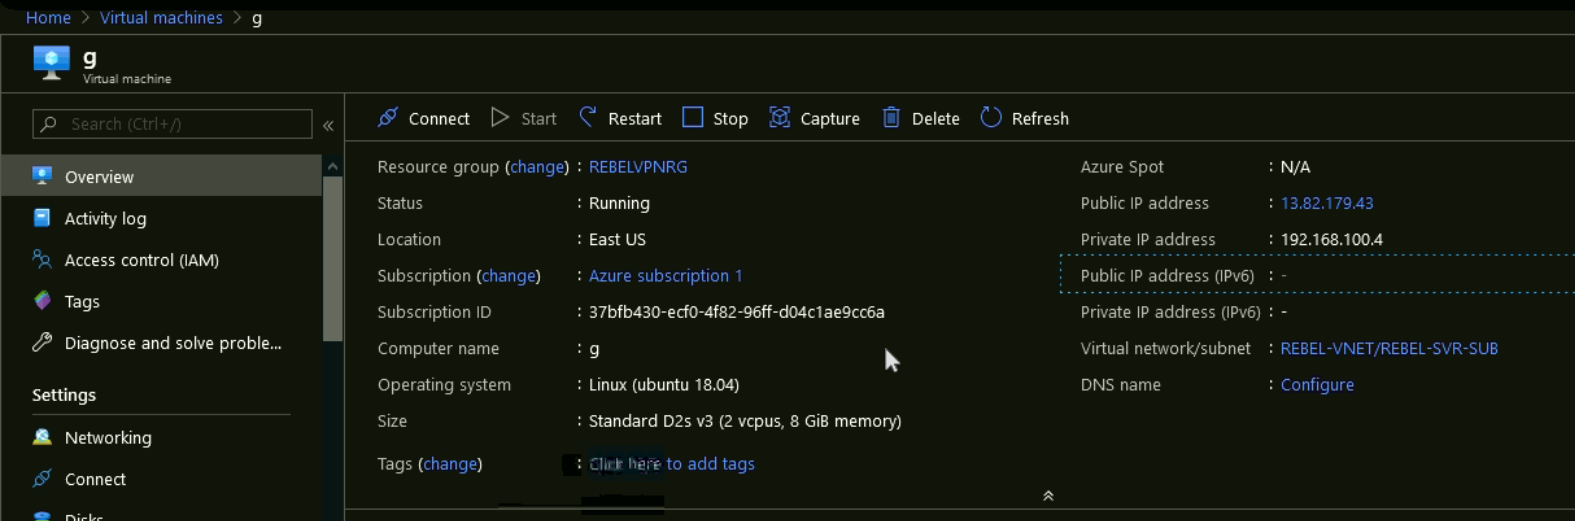 Home > Virtual machines > g
g
Virtual machine
Search (Ctrl+/)
«
Connect Start Restart Stop Capture Delete Refresh
Overview
Activity log
Access control (IAM)
Tags
Diagnose and solve proble...
Settings
Networking
Connect
Disks
Resource group (change) : REBELVPNRG
Status : Running
Location : East US
Subscription (change) : Azure subscription 1
Subscription ID : 37bfb430-ecf0-4f82-96ff-d04c1ae9cc6a
Computer name : g
Operating system : Linux (ubuntu 18.04)
Size : Standard D2s v3 (2 vcpus, 8 GiB memory)
Tags (change) : Click here to add tags
Azure Spot : N/A
Public IP address : 13.82.179.43
Private IP address : 192.168.100.4
Public IP address (IPv6) : -
Private IP address (IPv6) : -
Virtual network/subnet : REBEL-VNET/REBEL-SVR-SUB
DNS name : Configure